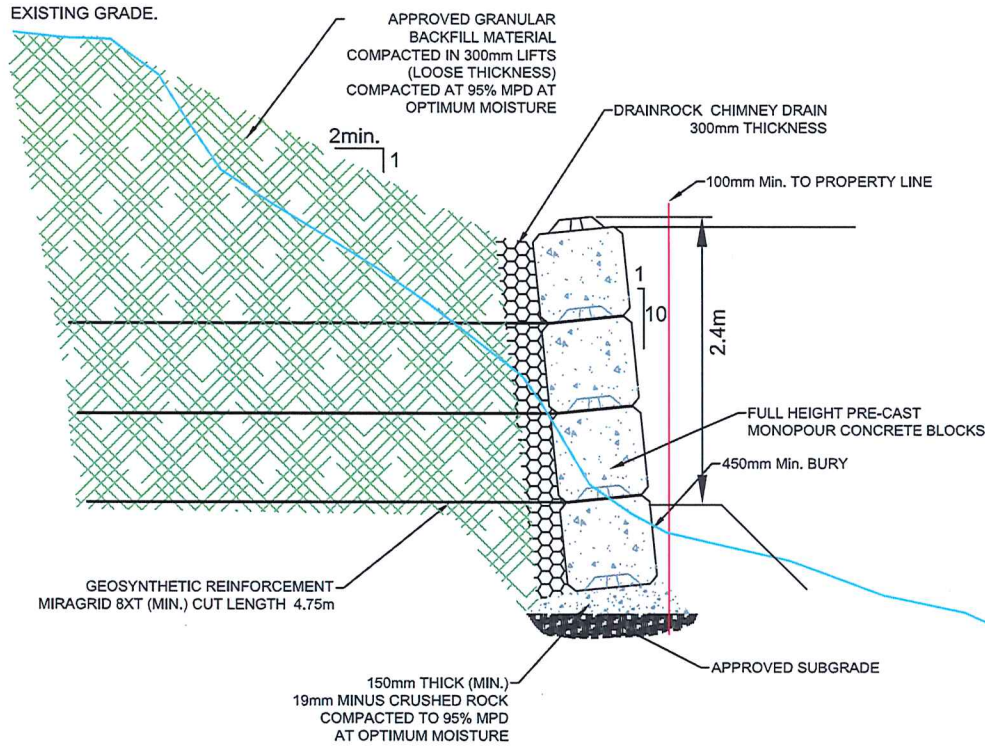 EXISTING GRADE.
APPROVED GRANULAR
BACKFILL MATERIAL
COMPACTED IN 300mm LIFTS
(LOOSE THICKNESS)
COMPACTED AT 95% MPD AT
OPTIMUM MOISTURE
DRAINROCK CHIMNEY DRAIN
300mm THICKNESS
2min.
1
100mm Min. TO PROPERTY LINE
1
10
2.4m
FULL HEIGHT PRE-CAST
MONOPOUR CONCRETE BLOCKS
450mm Min. BURY
GEOSYNTHETIC REINFORCEMENT
MIRAGRID 8XT (MIN.) CUT LENGTH 4.75m
APPROVED SUBGRADE
150mm THICK (MIN.)
19mm MINUS CRUSHED ROCK
COMPACTED TO 95% MPD
AT OPTIMUM MOISTURE